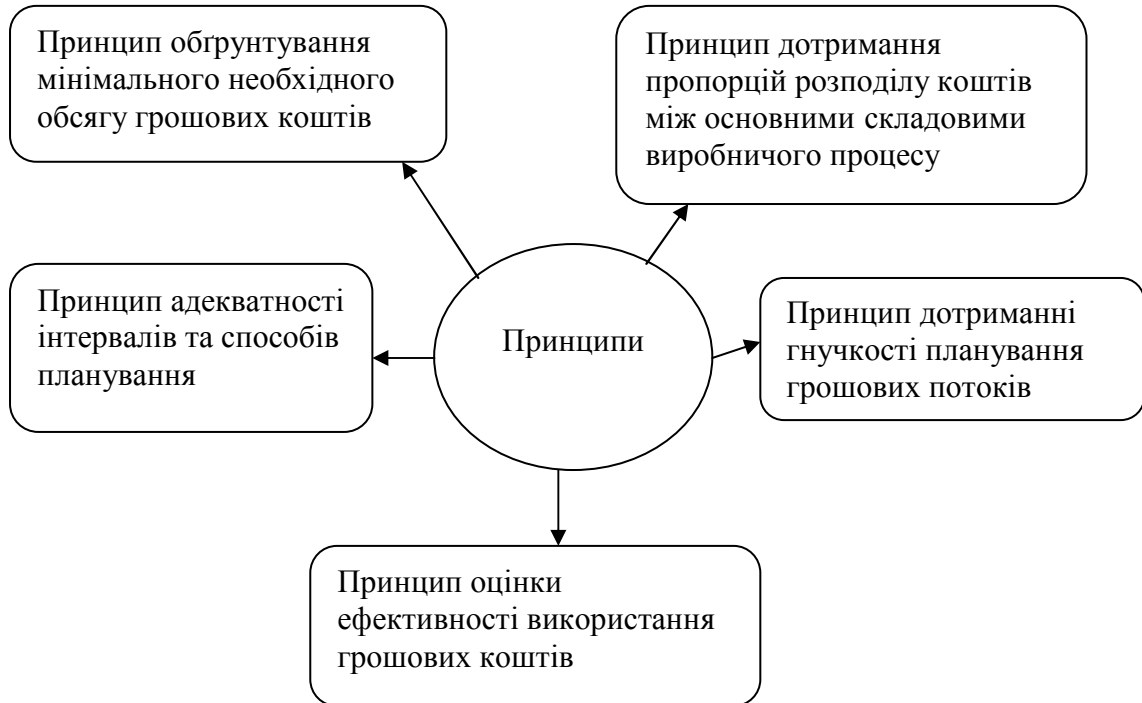 Принцип обґрунтування
мінімального необхідного
обсягу грошових коштів
Принцип дотримання
пропорцій розподілу коштів
між основними складовими
виробничого процесу
Принцип адекватності
інтервалів та способів
планування
Принципи
Принцип дотриманні
гнучкості планування
грошових потоків
Принцип оцінки
ефективності використання
грошових коштів